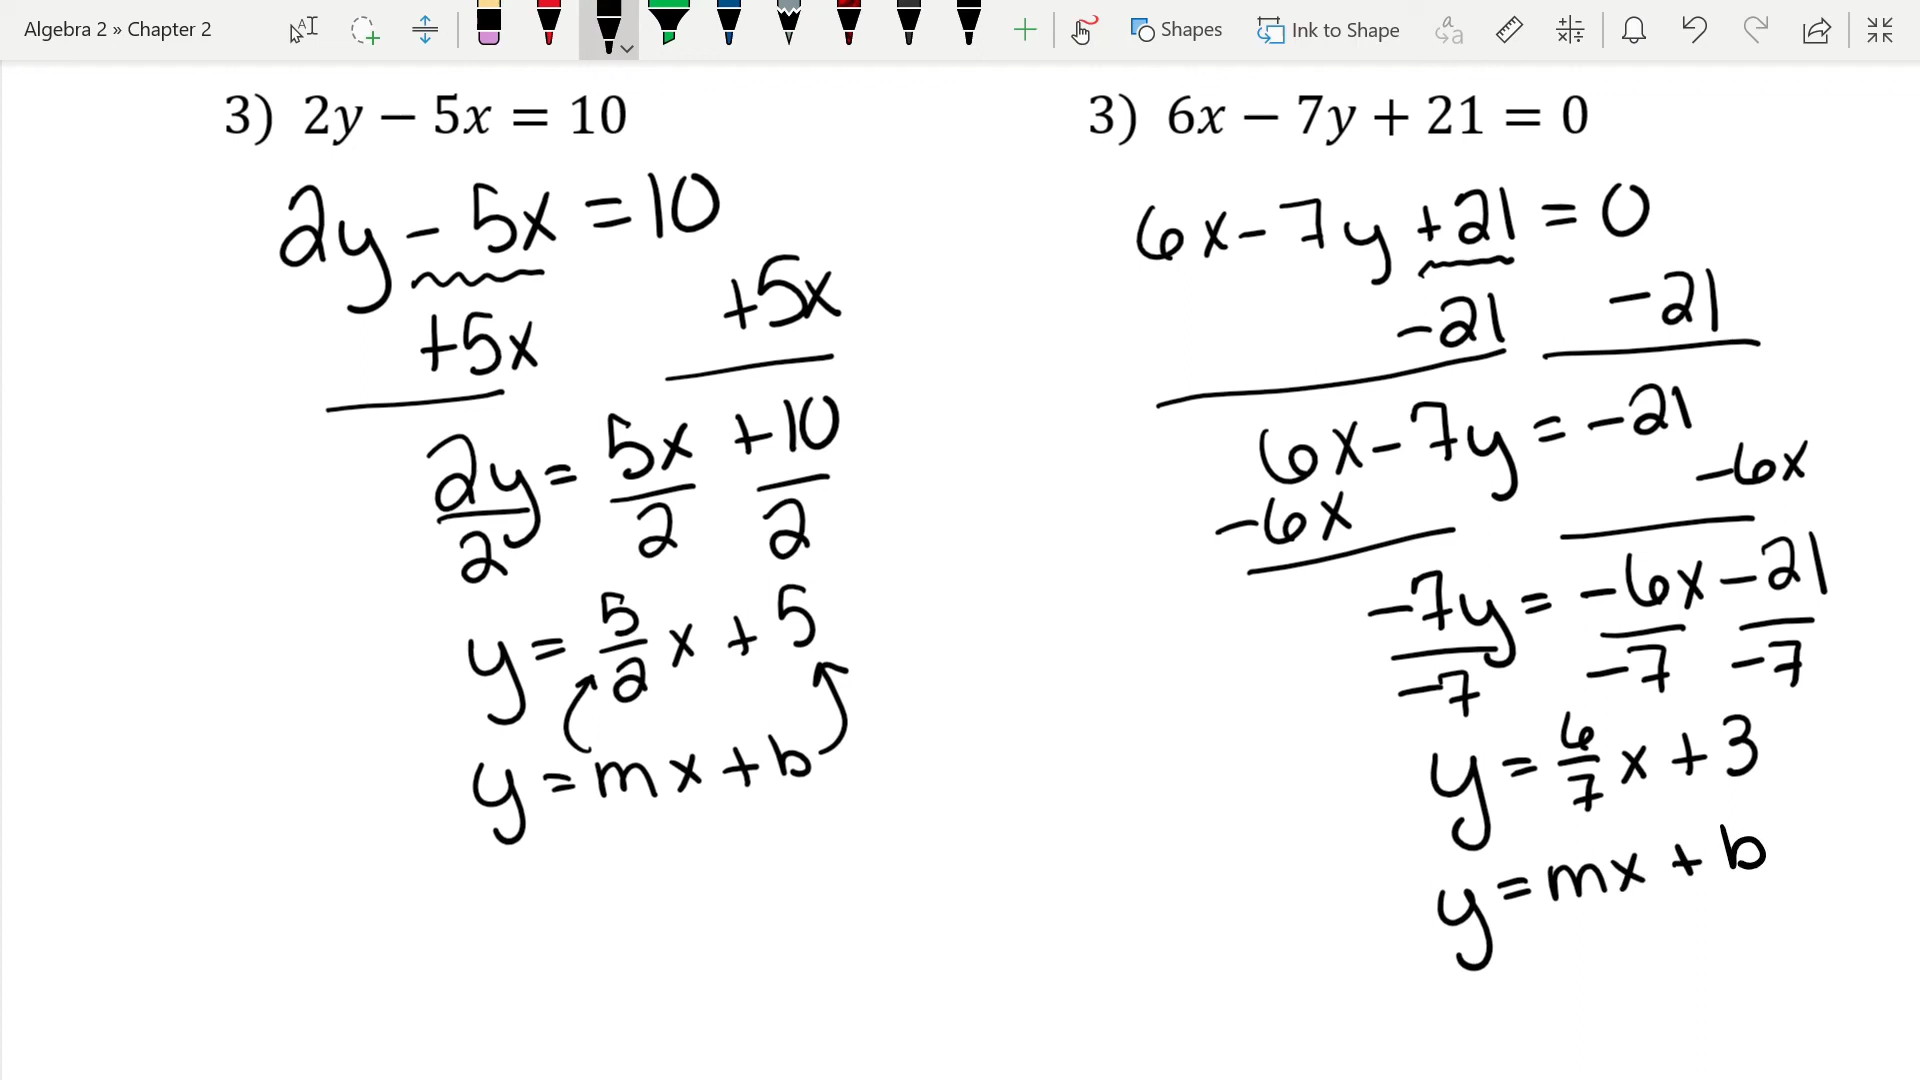 Algebra 2 » Chapter 2
Shapes
Ink to Shape
3) 2y − 5x = 10
2y - 5x = 10
+5x +5x
2y = 5x + 10
2 2 2
y = 5/2 x + 5
y = mx + b
3) 6x − 7y + 21 = 0
6x - 7y + 21 = 0
-21 -21
6x - 7y = -21
-6x -6x
-7y = -6x - 21
-7 -7 -7
y = 6/7 x + 3
y = mx + b